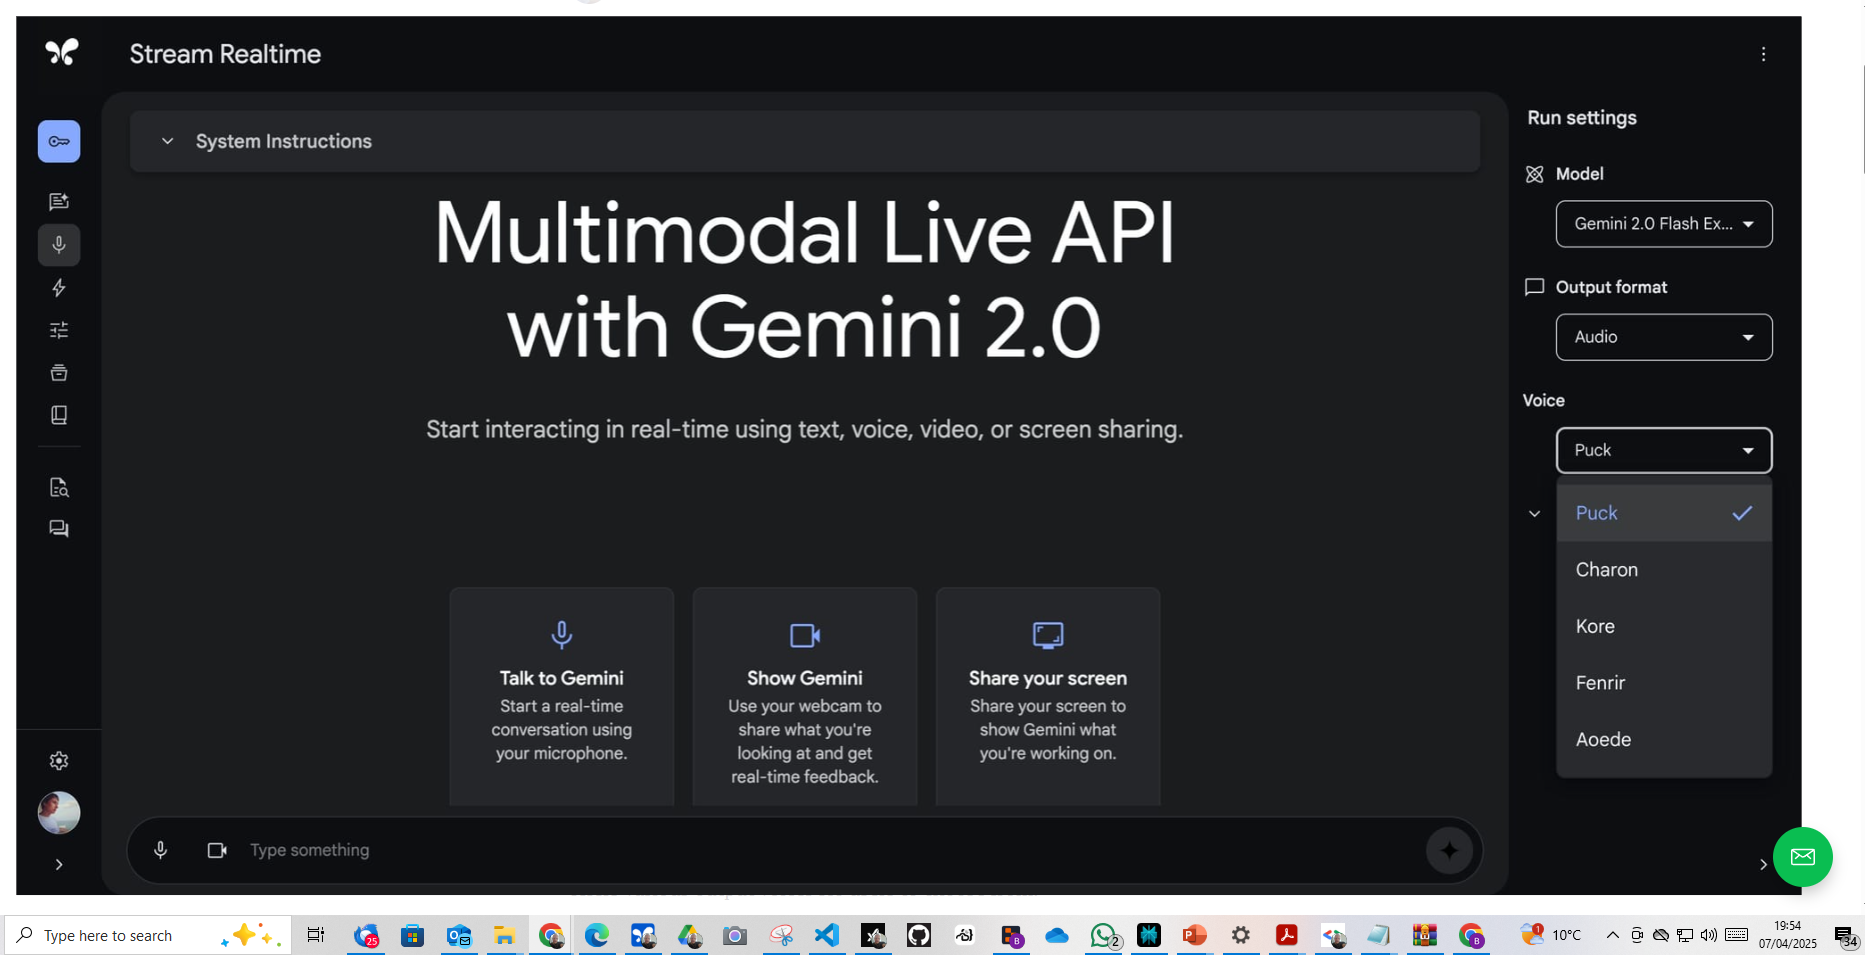 Stream Realtime
System Instructions
Multimodal Live API
with Gemini 2.0
Start interacting in real-time using text, voice, video, or screen sharing.
Talk to Gemini
Start a real-time
conversation using
your microphone.
Show Gemini
Use your webcam to
share what you're
looking at and get
real-time feedback.
Share your screen
Share your screen to
show Gemini what
you're working on.
Type something
Run settings
Model
Gemini 2.0 Flash Ex...
Output format
Audio
Voice
Puck
Puck
Charon
Kore
Fenrir
Aoede
Type here to search
25
B
2
P
B
1
10°C
19:54
07/04/2025
34